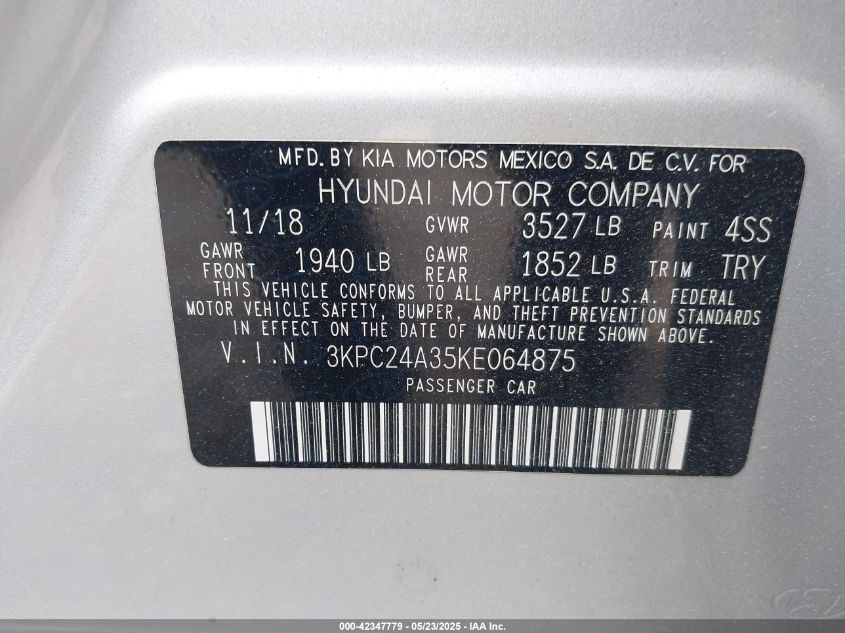 MFD. BY KIA MOTORS MEXICO S.A. DE C.V. FOR
HYUNDAI MOTOR COMPANY
11/18 GVWR 3527 LB PAINT 4SS
GAWR FRONT 1940 LB GAWR REAR 1852 LB TRIM TRY
THIS VEHICLE CONFORMS TO ALL APPLICABLE U.S.A. FEDERAL
MOTOR VEHICLE SAFETY, BUMPER, AND THEFT PREVENTION STANDARDS
IN EFFECT ON THE DATE OF MANUFACTURE SHOWN ABOVE.
V.I.N. 3KPC24A35KE064875
PASSENGER CAR
000-42347779 - 05/23/2025 - IAA Inc.